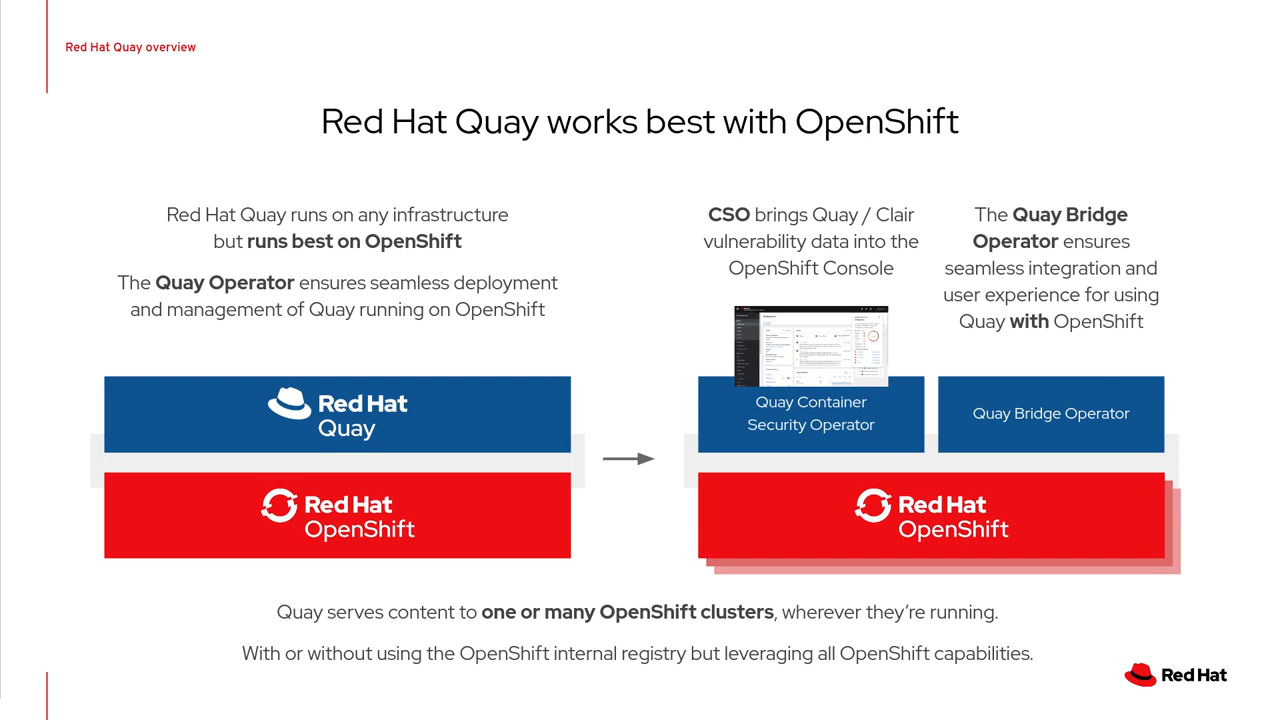 Red Hat Quay overview
Red Hat Quay works best with OpenShift
Red Hat Quay runs on any infrastructure
but runs best on OpenShift
The Quay Operator ensures seamless deployment
and management of Quay running on OpenShift
CSO brings Quay / Clair
vulnerability data into the
OpenShift Console
The Quay Bridge
Operator ensures
seamless integration and
user experience for using
Quay with OpenShift
Red Hat
Quay
Red Hat
OpenShift
Quay Container
Security Operator
Quay Bridge Operator
Red Hat
OpenShift
Quay serves content to one or many OpenShift clusters, wherever they’re running.
With or without using the OpenShift internal registry but leveraging all OpenShift capabilities.
Red Hat